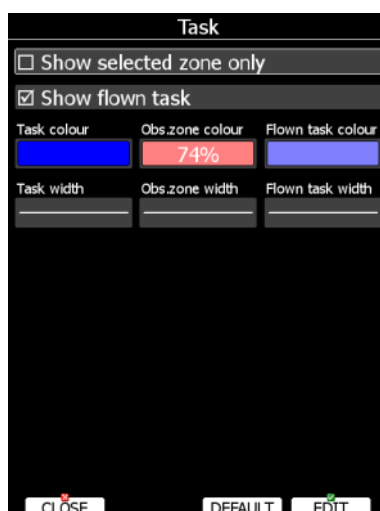 Task
Show selected zone only
Show flown task
Task colour Obs.zone colour Flown task colour
74%
Task width Obs.zone width Flown task width
CLOSE DEFAULT EDIT